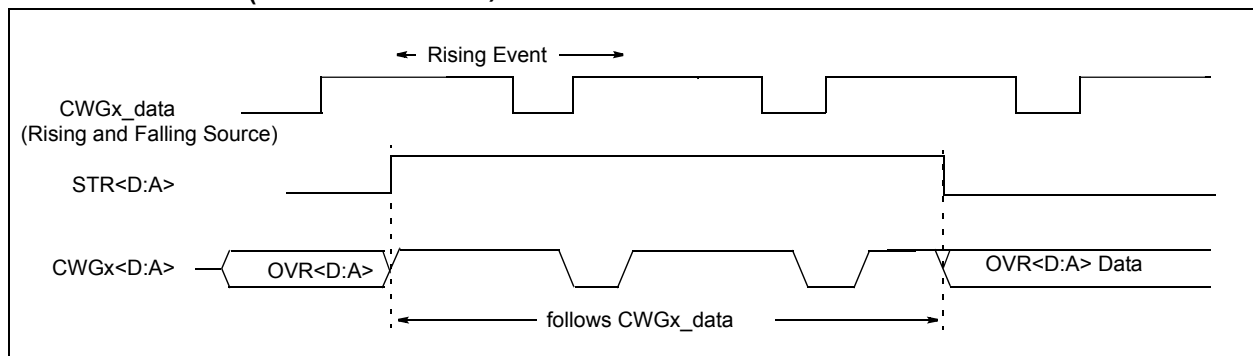 Rising Event
CWGx_data
(Rising and Falling Source)
STR<D:A>
CWGx<D:A>
OVR<D:A>
OVR<D:A> Data
follows CWGx_data